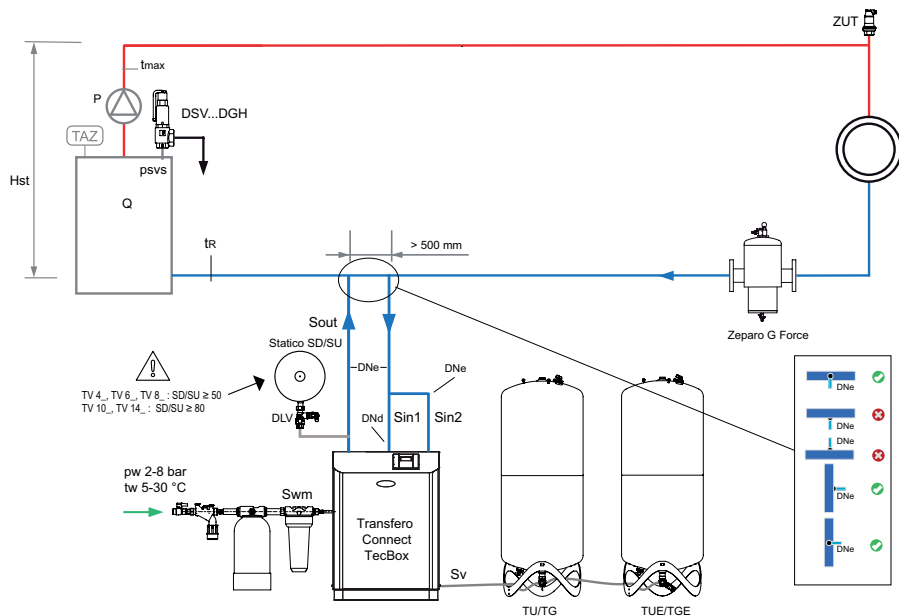 ZUT
tmax
P
DSV...DGH
TAZ
psvs
Hst
Q
tR
> 500 mm
Zeparo G Force
Sout
Statico SD/SU
DNe
DNe
TV 4_, TV 6_, TV 8_ : SD/SU ≥ 50
TV 10_, TV 14_ : SD/SU ≥ 80
DLV
DNd
Sin1
Sin2
DNe
DNe
DNe
DNe
DNe
pw 2-8 bar
tw 5-30 °C
Swm
Transfero
Connect
TecBox
Sv
TU/TG
TUE/TGE